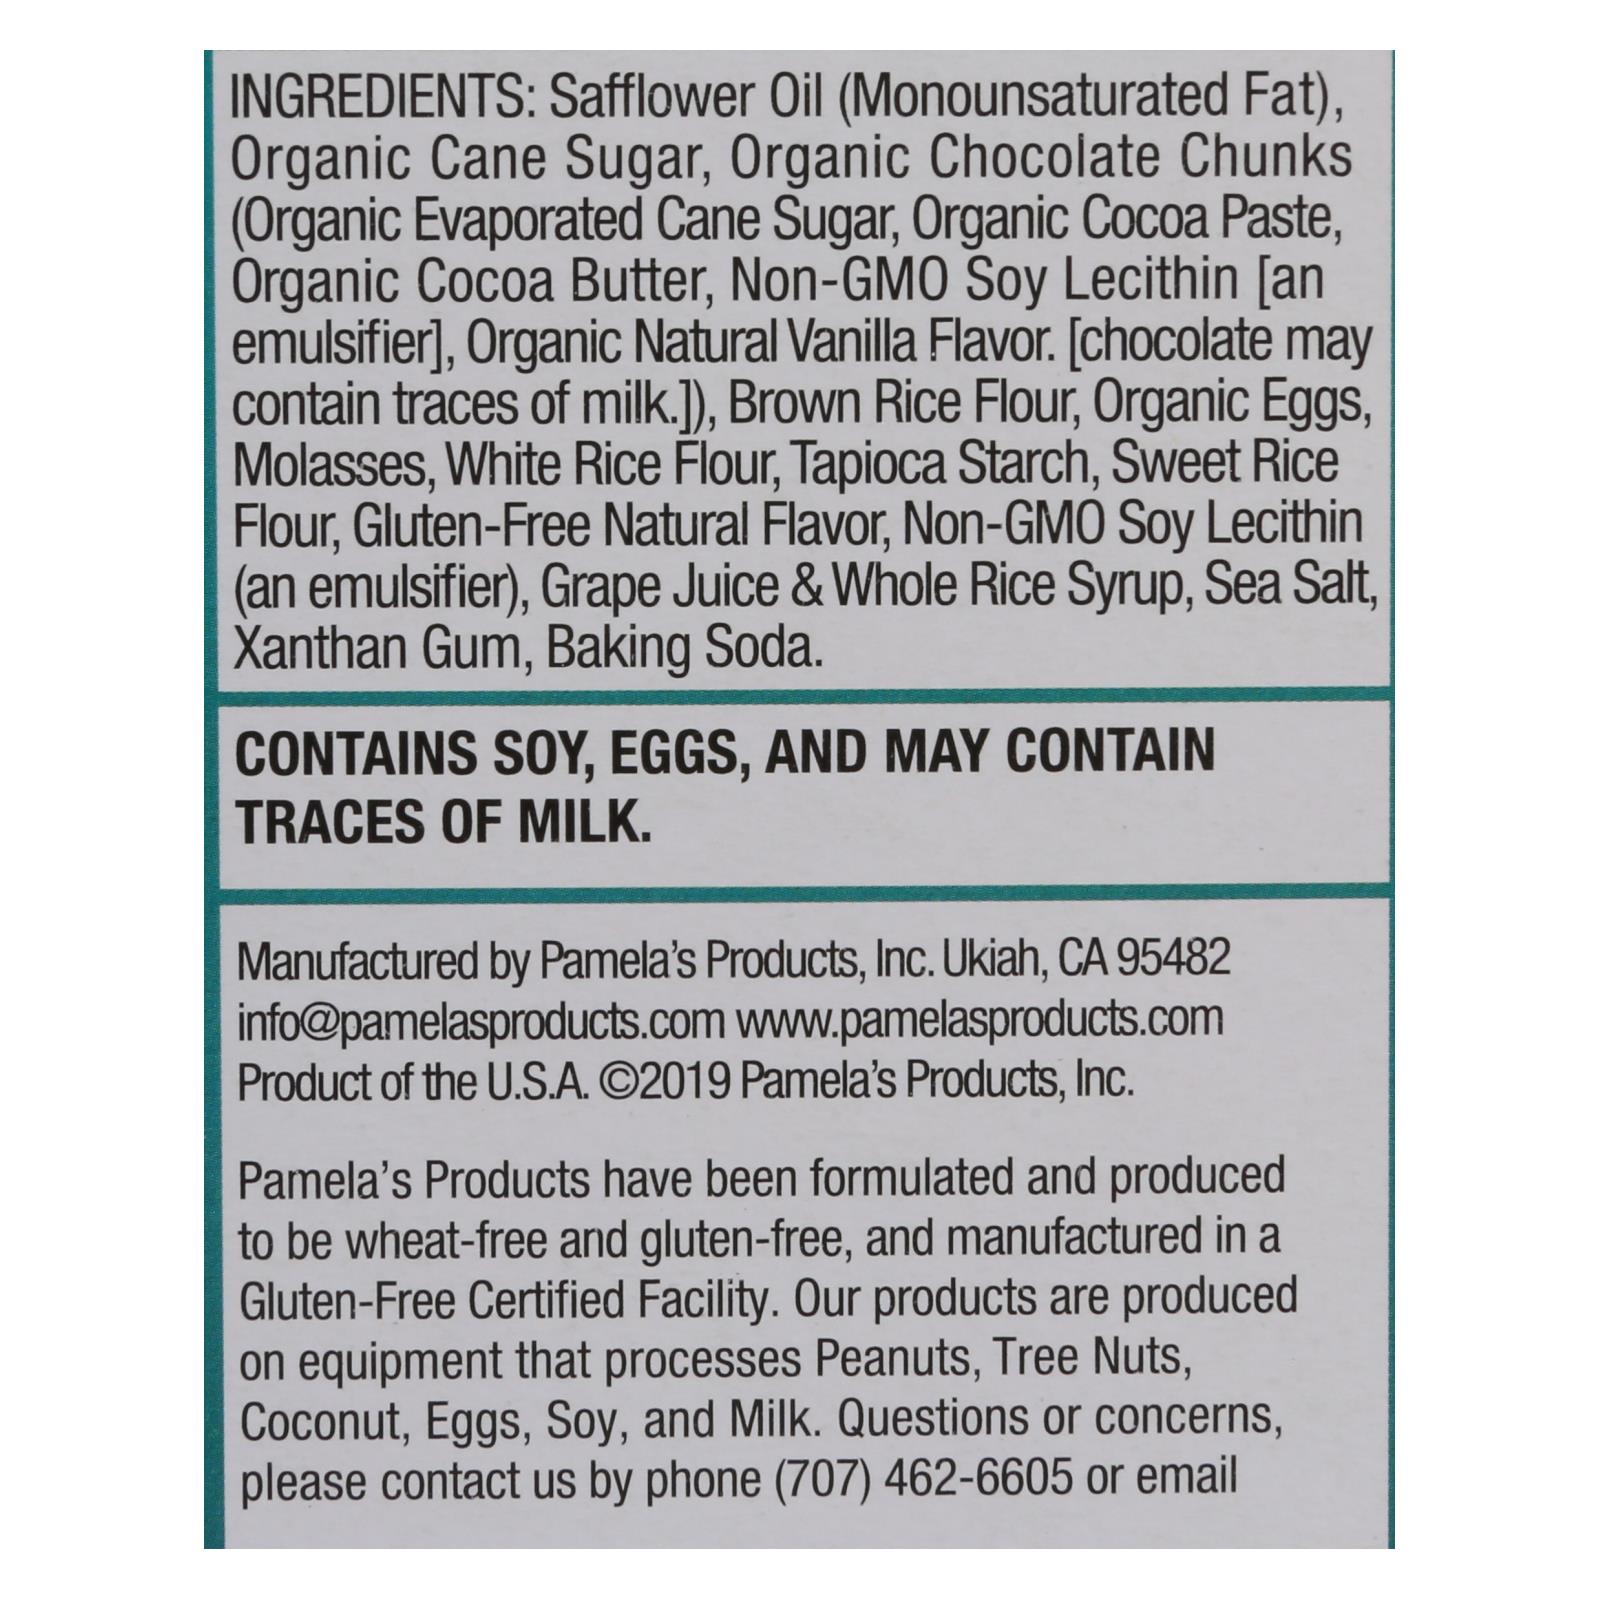 INGREDIENTS: Safflower Oil (Monounsaturated Fat),
Organic Cane Sugar, Organic Chocolate Chunks
(Organic Evaporated Cane Sugar, Organic Cocoa Paste,
Organic Cocoa Butter, Non-GMO Soy Lecithin [an
emulsifier], Organic Natural Vanilla Flavor. [chocolate may
contain traces of milk.]), Brown Rice Flour, Organic Eggs,
Molasses, White Rice Flour, Tapioca Starch, Sweet Rice
Flour, Gluten-Free Natural Flavor, Non-GMO Soy Lecithin
(an emulsifier), Grape Juice & Whole Rice Syrup, Sea Salt,
Xanthan Gum, Baking Soda.
CONTAINS SOY, EGGS, AND MAY CONTAIN
TRACES OF MILK.
Manufactured by Pamela's Products, Inc. Ukiah, CA 95482
info@pamelasproducts.com www.pamelasproducts.com
Product of the U.S.A. ©2019 Pamela's Products, Inc.
Pamela's Products have been formulated and produced
to be wheat-free and gluten-free, and manufactured in a
Gluten-Free Certified Facility. Our products are produced
on equipment that processes Peanuts, Tree Nuts,
Coconut, Eggs, Soy, and Milk. Questions or concerns,
please contact us by phone (707) 462-6605 or email